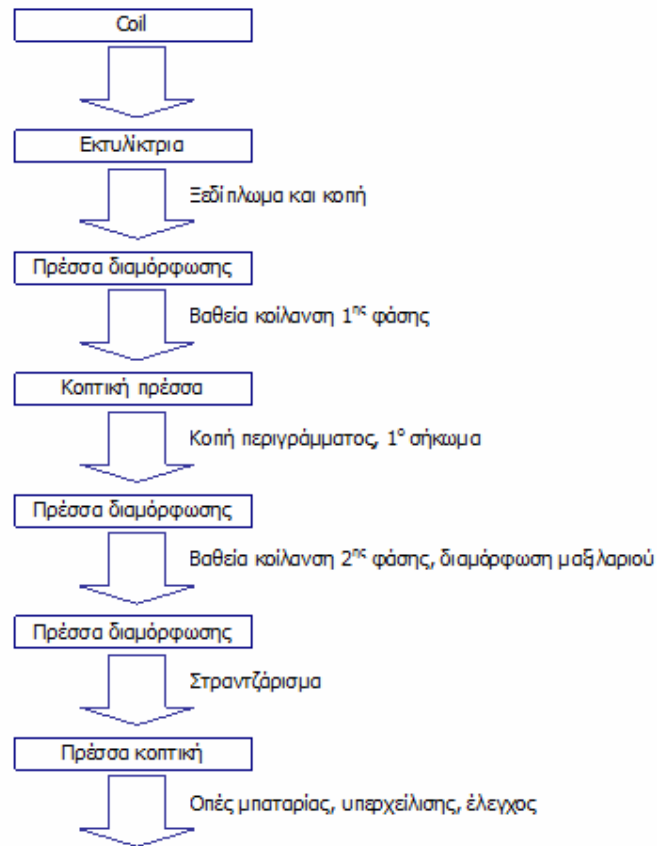 Coil
Εκτυλίκτρια
Ξεδίπλωμα και κοπή
Πρέσσα διαμόρφωσης
Βαθεία κοίλανση 1ης φάσης
Κοπτική πρέσσα
Κοπή περιγράμματος, 1ο σήκωμα
Πρέσσα διαμόρφωσης
Βαθεία κοίλανση 2ης φάσης, διαμόρφωση μαξιλαριού
Πρέσσα διαμόρφωσης
Στραντζάρισμα
Πρέσσα κοπτική
Οπές μπαταρίας, υπερχείλισης, έλεγχος